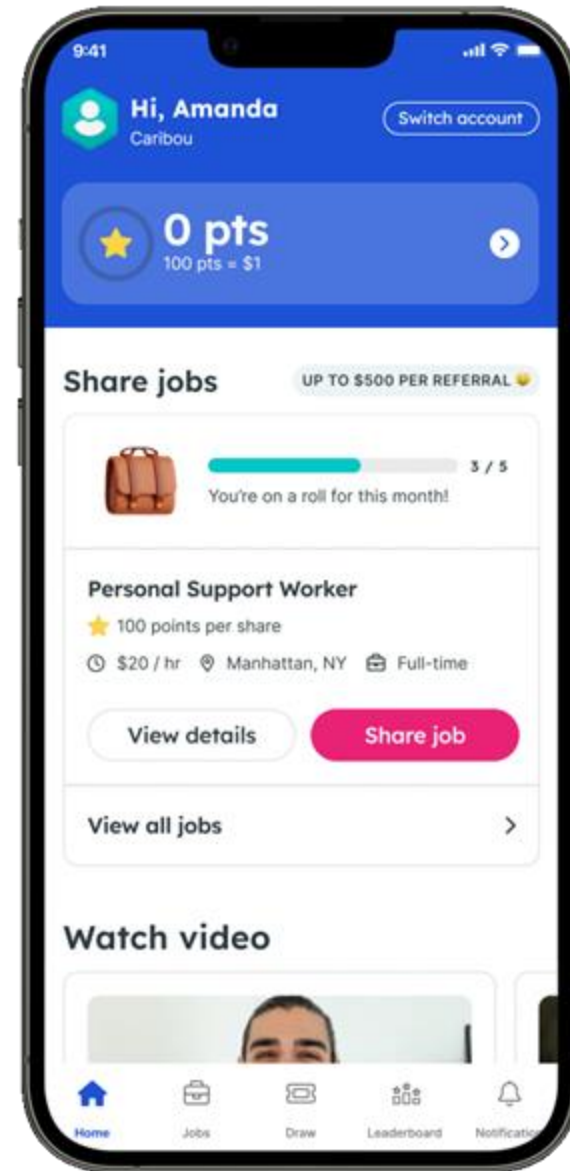 9:41
Hi, Amanda
Caribou
Switch account
0 pts
100 pts = $1
Share jobs
UP TO $500 PER REFERRAL
3 / 5
You're on a roll for this month!
Personal Support Worker
100 points per share
$20 / hr Manhattan, NY Full-time
View details Share job
View all jobs
Watch video
Home Jobs Draw Leaderboard Notification